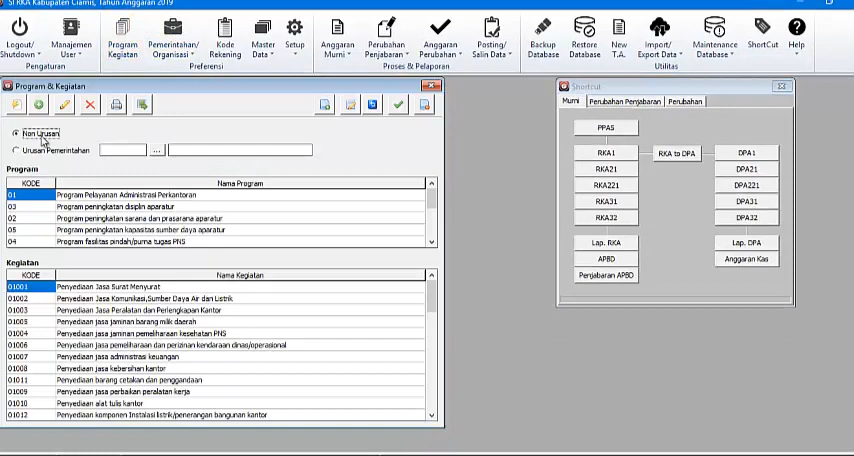 SI RKA Kabupaten Ciamis, Tahun Anggaran 2019
Logout/ Shutdown
Manajemen User
Program Kegiatan
Pemerintahan/ Organisasi
Kode Rekening
Master Data
Setup
Anggaran Murni
Perubahan Penjabaran
Anggaran Perubahan
Posting/ Salin Data
Backup Database
Restore Database
New T.A.
Import/ Export Data
Maintenance Database
ShortCut
Help
Pengaturan
Preferensi
Proses & Pelaporan
Utilitas
Program & Kegiatan
Non Urusan
Urusan Pemerintahan
...
Program
KODE Nama Program
01 Program Pelayanan Administrasi Perkantoran
03 Program peningkatan disiplin aparatur
02 Program peningkatan sarana dan prasarana aparatur
05 Program peningkatan kapasitas sumber daya aparatur
04 Program fasilitas pindah/purna tugas PNS
Kegiatan
KODE Nama Kegiatan
01001 Penyediaan Jasa Surat Menyurat
01002 Penyediaan Jasa Komunikasi,Sumber Daya Air dan Listrik
01003 Penyediaan Jasa Peralatan dan Perlengkapan Kantor
01005 Penyediaan jasa jaminan barang milik daerah
01004 Penyediaan jasa jaminan pemeliharaan kesehatan PNS
01006 Penyediaan jasa pemeliharaan dan perizinan kendaraan dinas/operasional
01007 Penyediaan jasa administrasi keuangan
01008 Penyediaan jasa kebersihan kantor
01011 Penyediaan barang cetakan dan penggandaan
01009 Penyediaan jasa perbaikan peralatan kerja
01010 Penyediaan alat tulis kantor
01012 Penyediaan komponen Instalasi listrik/penerangan bangunan kantor
Shortcut
Murni Perubahan Penjabaran Perubahan
PPAS
RKA1 RKA to DPA DPA1
RKA21 DPA21
RKA221 DPA221
RKA31 DPA31
RKA32 DPA32
Lap. RKA Lap. DPA
APBD Anggaran Kas
Penjabaran APBD